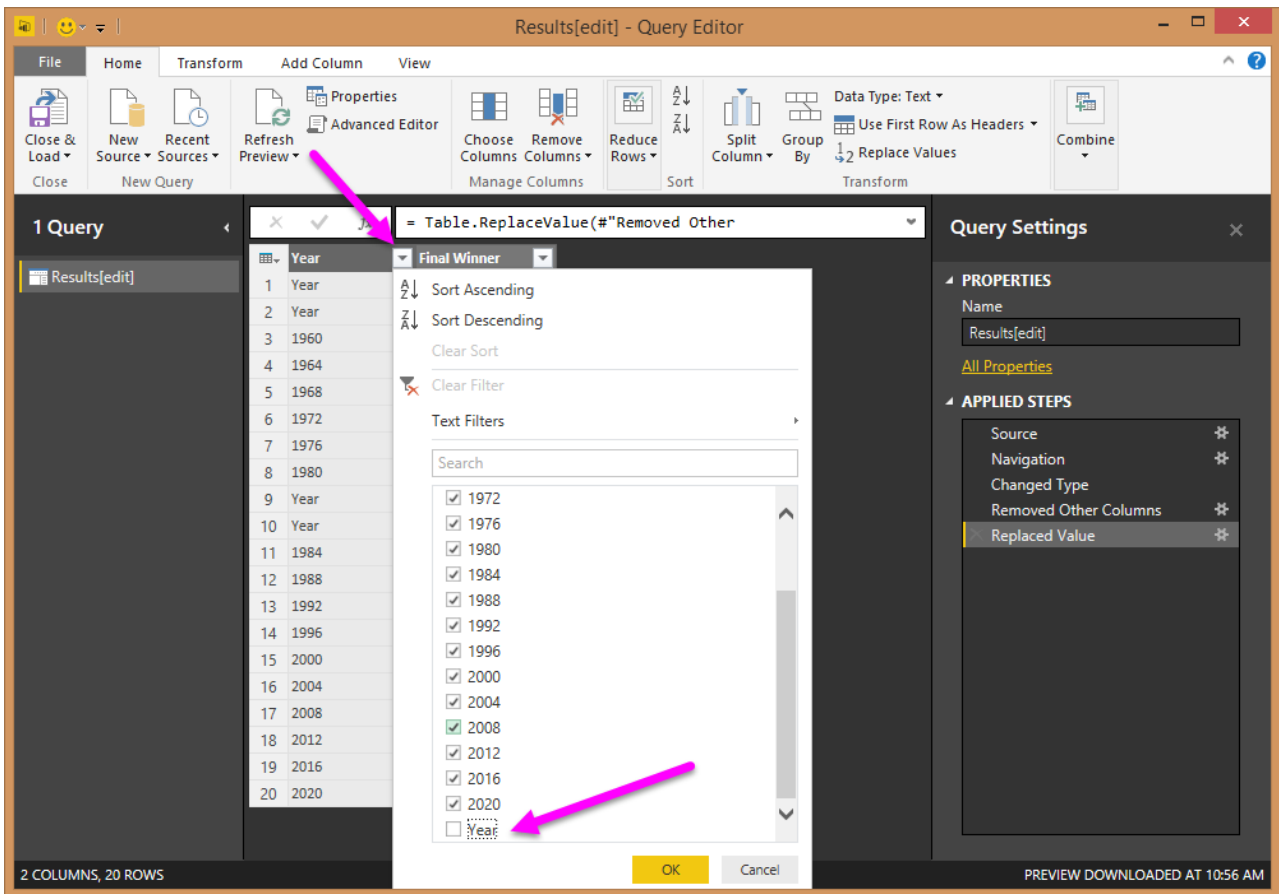 Results[edit] - Query Editor
File Home Transform Add Column View
Properties
Advanced Editor
Close & Load
New Source
Recent Sources
Refresh Preview
Choose Columns
Remove Columns
Reduce Rows
Split Column
Group By
Data Type: Text
Use First Row As Headers
Replace Values
Combine
Close New Query Manage Columns Sort Transform
1 Query
Results[edit]
= Table.ReplaceValue(#"Removed Other
Year Final Winner
1 Year
2 Year
3 1960
4 1964
5 1968
6 1972
7 1976
8 1980
9 Year
10 Year
11 1984
12 1988
13 1992
14 1996
15 2000
16 2004
17 2008
18 2012
19 2016
20 2020
Sort Ascending
Sort Descending
Clear Sort
Clear Filter
Text Filters
Search
1972
1976
1980
1984
1988
1992
1996
2000
2004
2008
2012
2016
2020
Year
OK Cancel
Query Settings
PROPERTIES
Name
Results[edit]
All Properties
APPLIED STEPS
Source
Navigation
Changed Type
Removed Other Columns
Replaced Value
2 COLUMNS, 20 ROWS
PREVIEW DOWNLOADED AT 10:56 AM